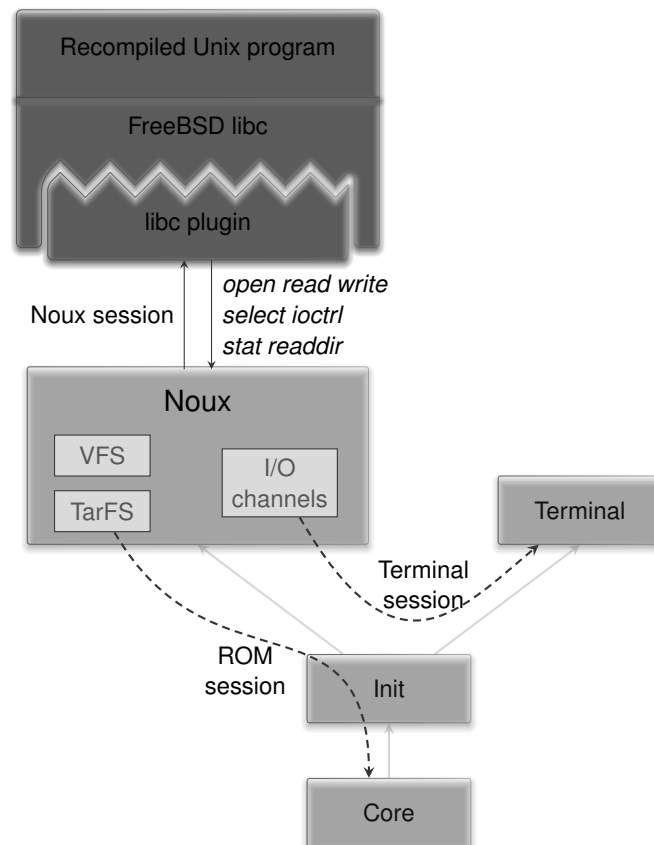 Recompiled Unix program
FreeBSD libc
libc plugin
Noux session
open read write
select ioctrl
stat readdir
Noux
VFS
TarFS
I/O
channels
Terminal
Terminal
session
ROM
session
Init
Core